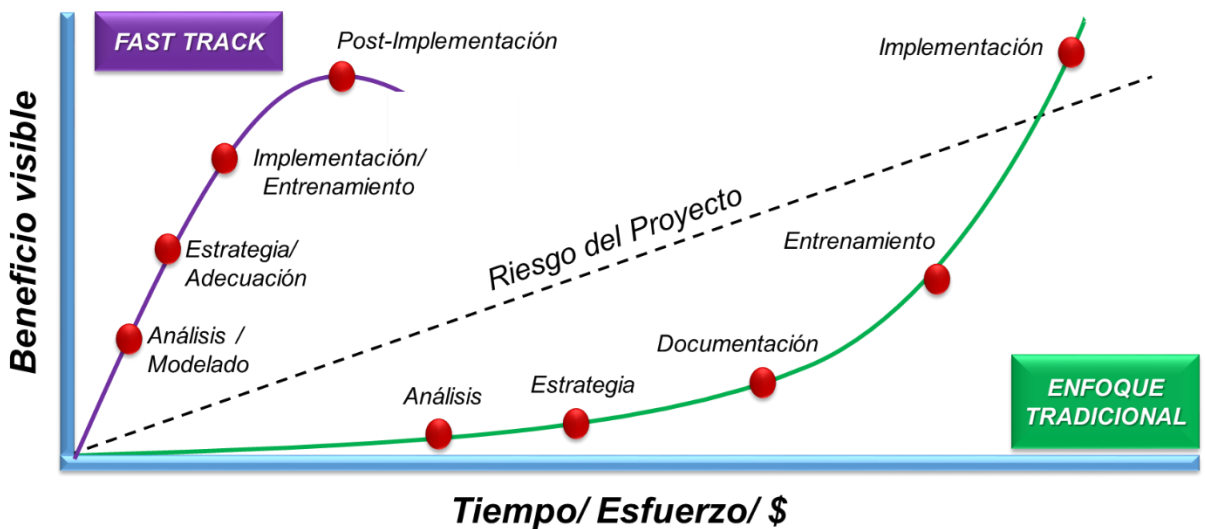 FAST TRACK
Post-Implementación
Implementación/
Entrenamiento
Estrategia/
Adecuación
Análisis /
Modelado
Beneficio visible
Riesgo del Proyecto
Implementación
Entrenamiento
Documentación
Estrategia
Análisis
ENFOQUE
TRADICIONAL
Tiempo/ Esfuerzo/ $